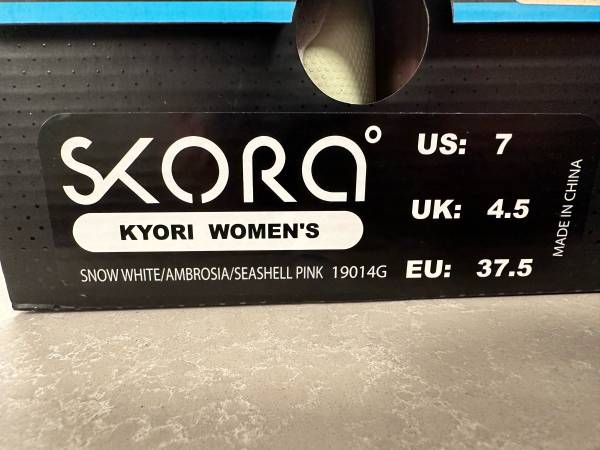 SKORA°
KYORI WOMEN'S
SNOW WHITE/AMBROSIA/SEASHELL PINK 19014G
US: 7
UK: 4.5
EU: 37.5
MADE IN CHINA